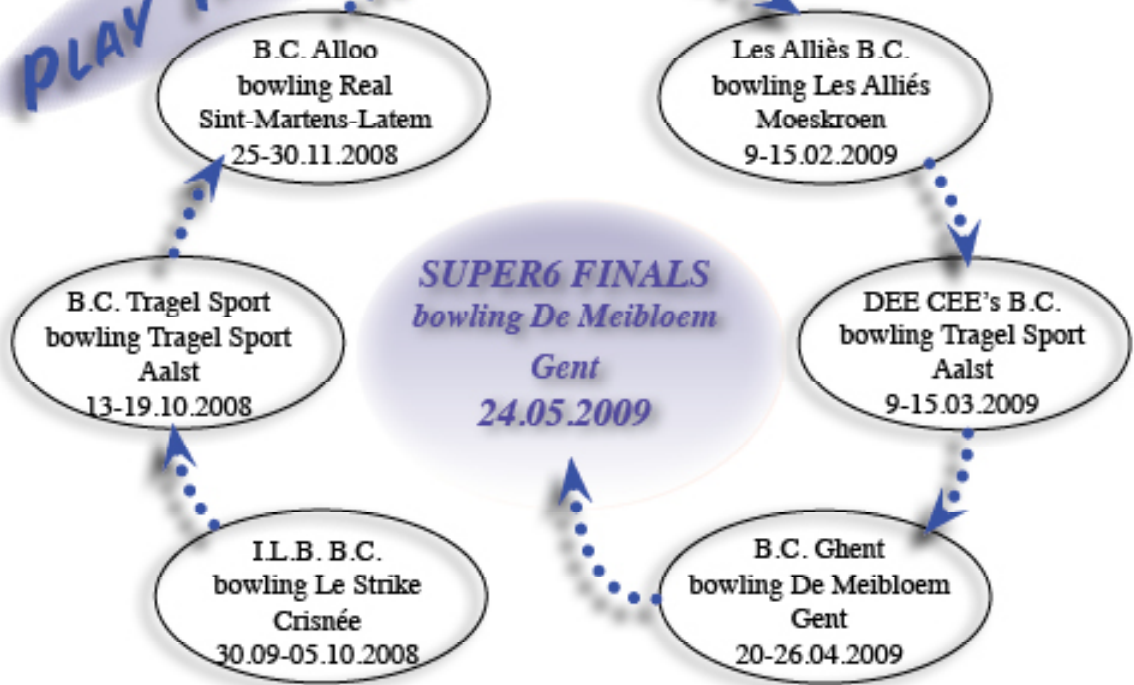 PLAY
B.C. Alloo
bowling Real
Sint-Martens-Latem
25-30.11.2008
Les Alliès B.C.
bowling Les Alliés
Moeskroen
9-15.02.2009
B.C. Tragel Sport
bowling Tragel Sport
Aalst
13-19.10.2008
SUPER6 FINALS
bowling De Meibloem
Gent
24.05.2009
DEE CEE's B.C.
bowling Tragel Sport
Aalst
9-15.03.2009
I.L.B. B.C.
bowling Le Strike
Crisnée
30.09-05.10.2008
B.C. Ghent
bowling De Meibloem
Gent
20-26.04.2009